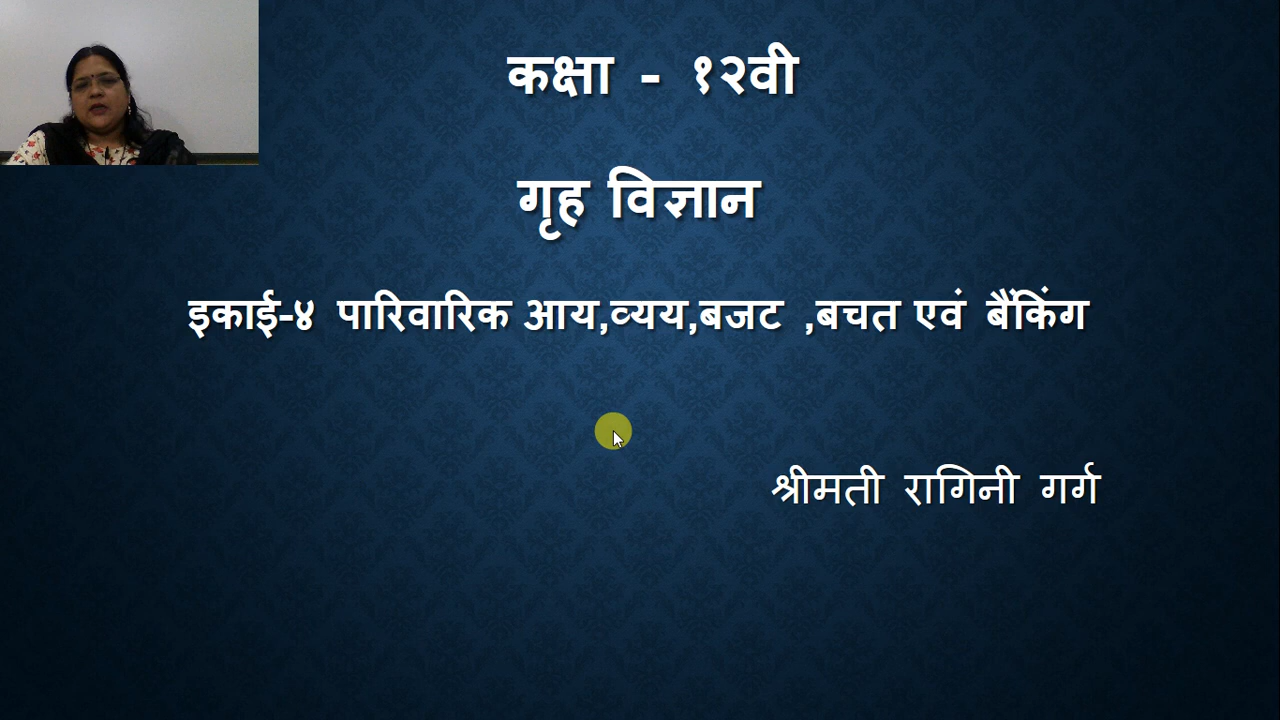 कक्षा - १२वी
गृह विज्ञान
इकाई-४ पारिवारिक आय,व्यय,बजट ,बचत एवं बैंकिंग
श्रीमती रागिनी गर्ग